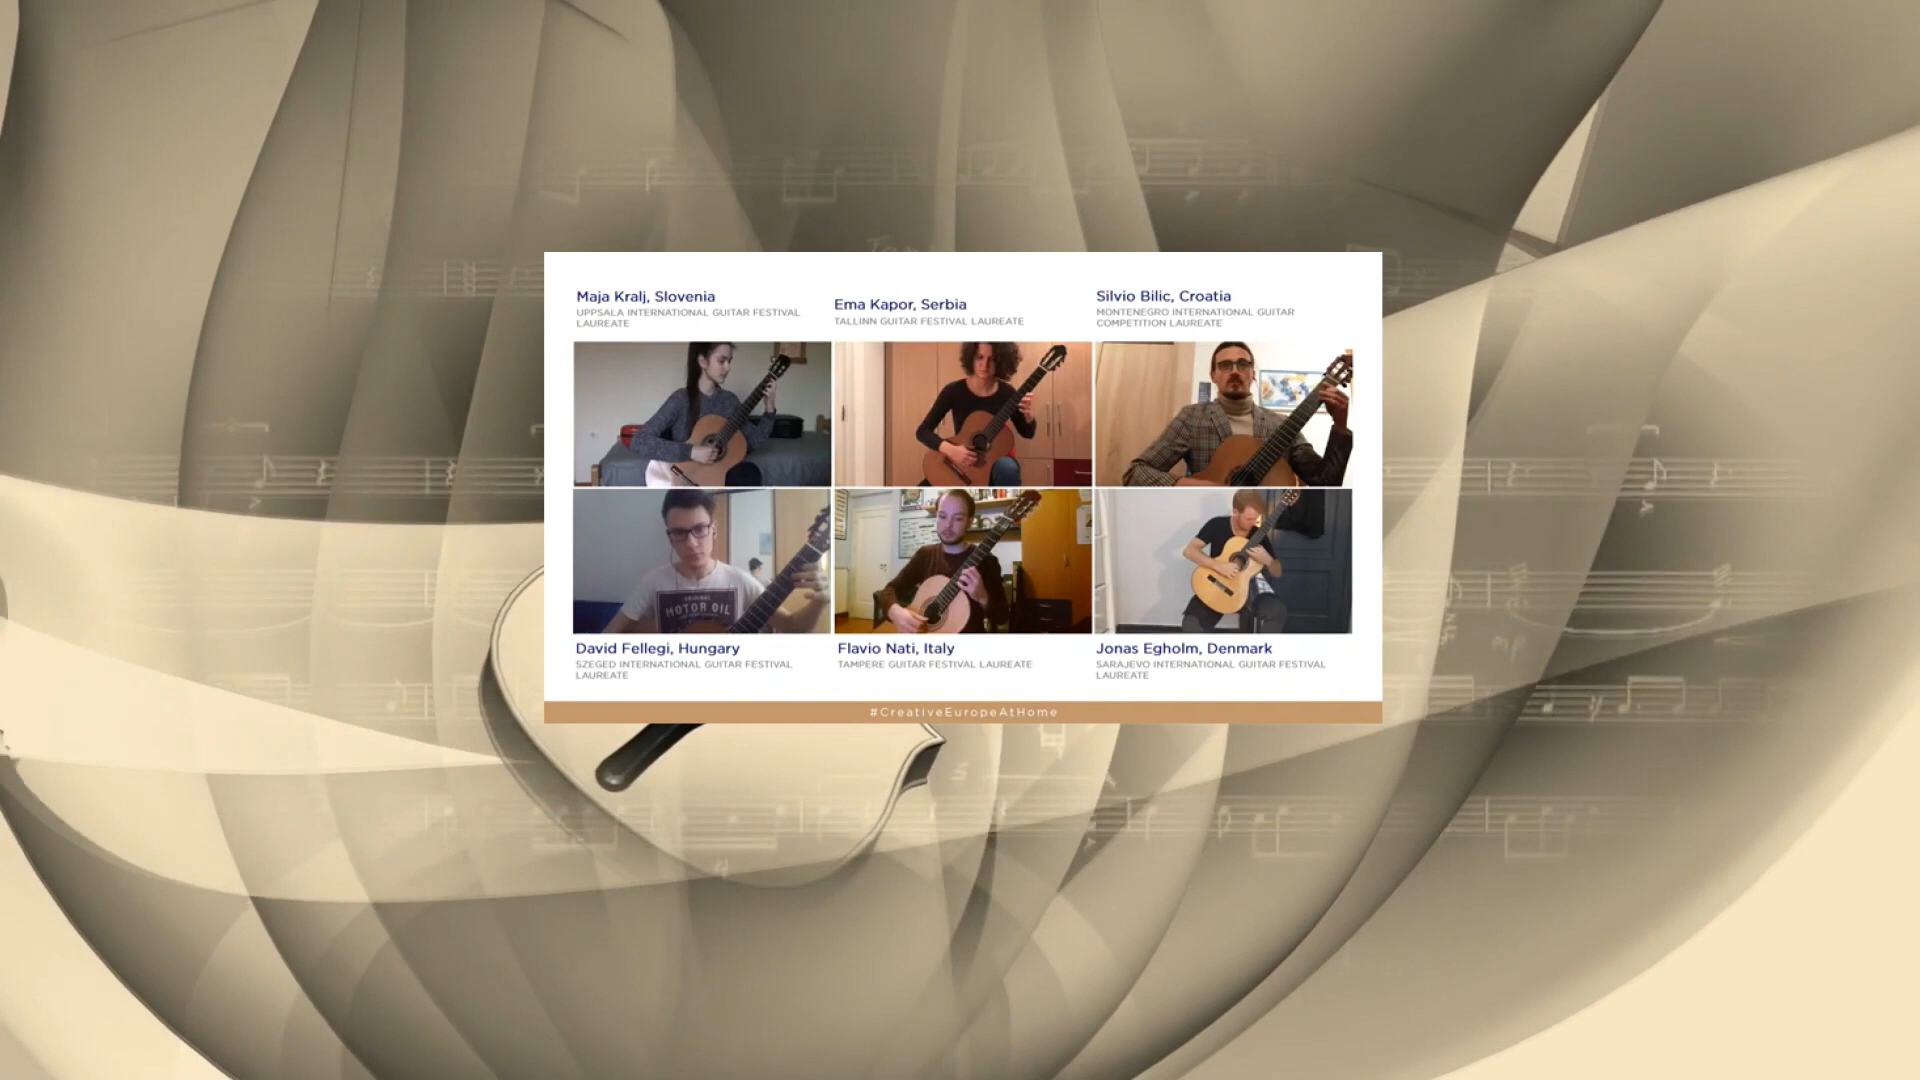 Maja Kralj, Slovenia
UPPSALA INTERNATIONAL GUITAR FESTIVAL
LAUREATE
Ema Kapor, Serbia
TALLINN GUITAR FESTIVAL LAUREATE
Silvio Bilic, Croatia
MONTENEGRO INTERNATIONAL GUITAR
COMPETITION LAUREATE
ORIGINAL
MOTOR OIL
David Fellegi, Hungary
SZEGED INTERNATIONAL GUITAR FESTIVAL
LAUREATE
Flavio Nati, Italy
TAMPERE GUITAR FESTIVAL LAUREATE
Jonas Egholm, Denmark
SARAJEVO INTERNATIONAL GUITAR FESTIVAL
LAUREATE
#CreativeEuropeAtHome